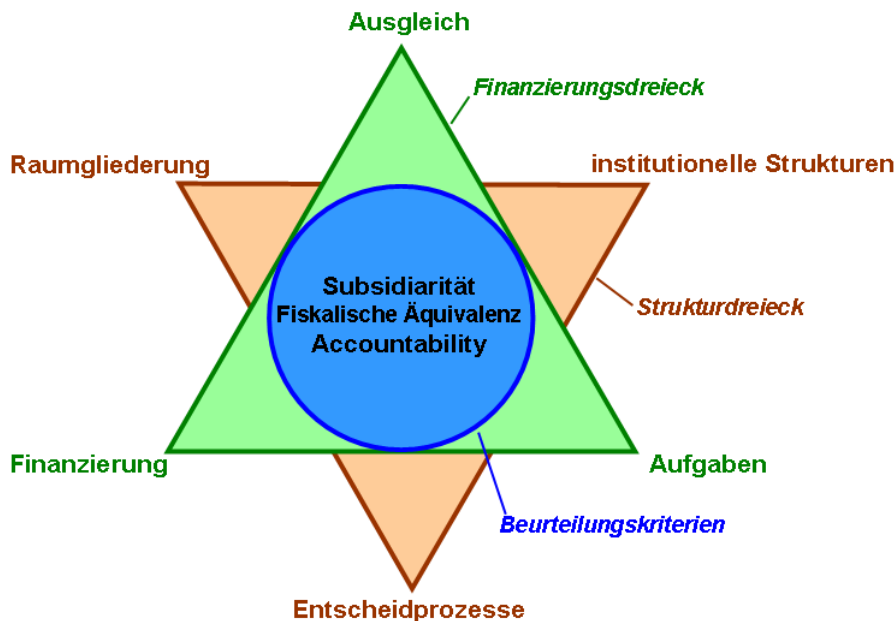 Ausgleich
Finanzierungsdreieck
Raumgliederung
institutionelle Strukturen
Subsidiarität
Fiskalische Äquivalenz
Accountability
Strukturdreieck
Finanzierung
Aufgaben
Beurteilungskriterien
Entscheidprozesse